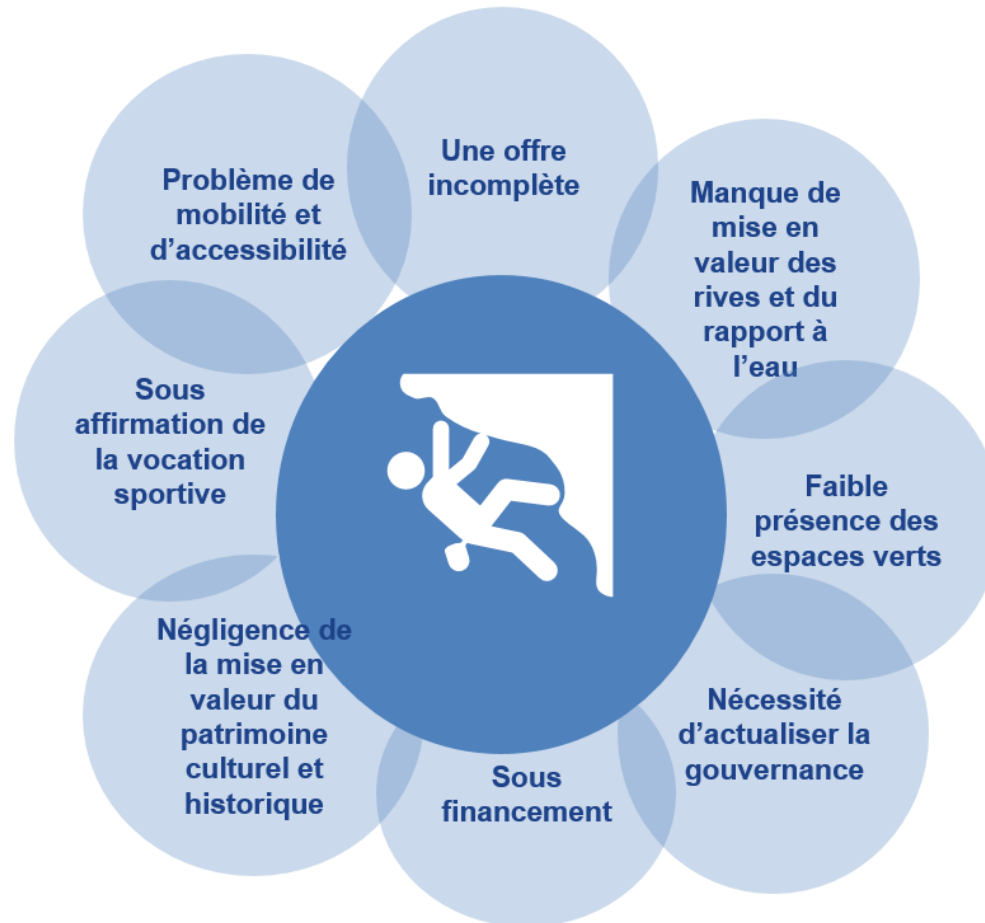 Une offre
incomplète
Manque de
mise en
valeur des
rives et du
rapport à
l’eau
Faible
présence des
espaces verts
Nécessité
d’actualiser la
gouvernance
Sous
financement
Négligence de
la mise en
valeur du
patrimoine
culturel et
historique
Sous
affirmation de
la vocation
sportive
Problème de
mobilité et
d’accessibilité